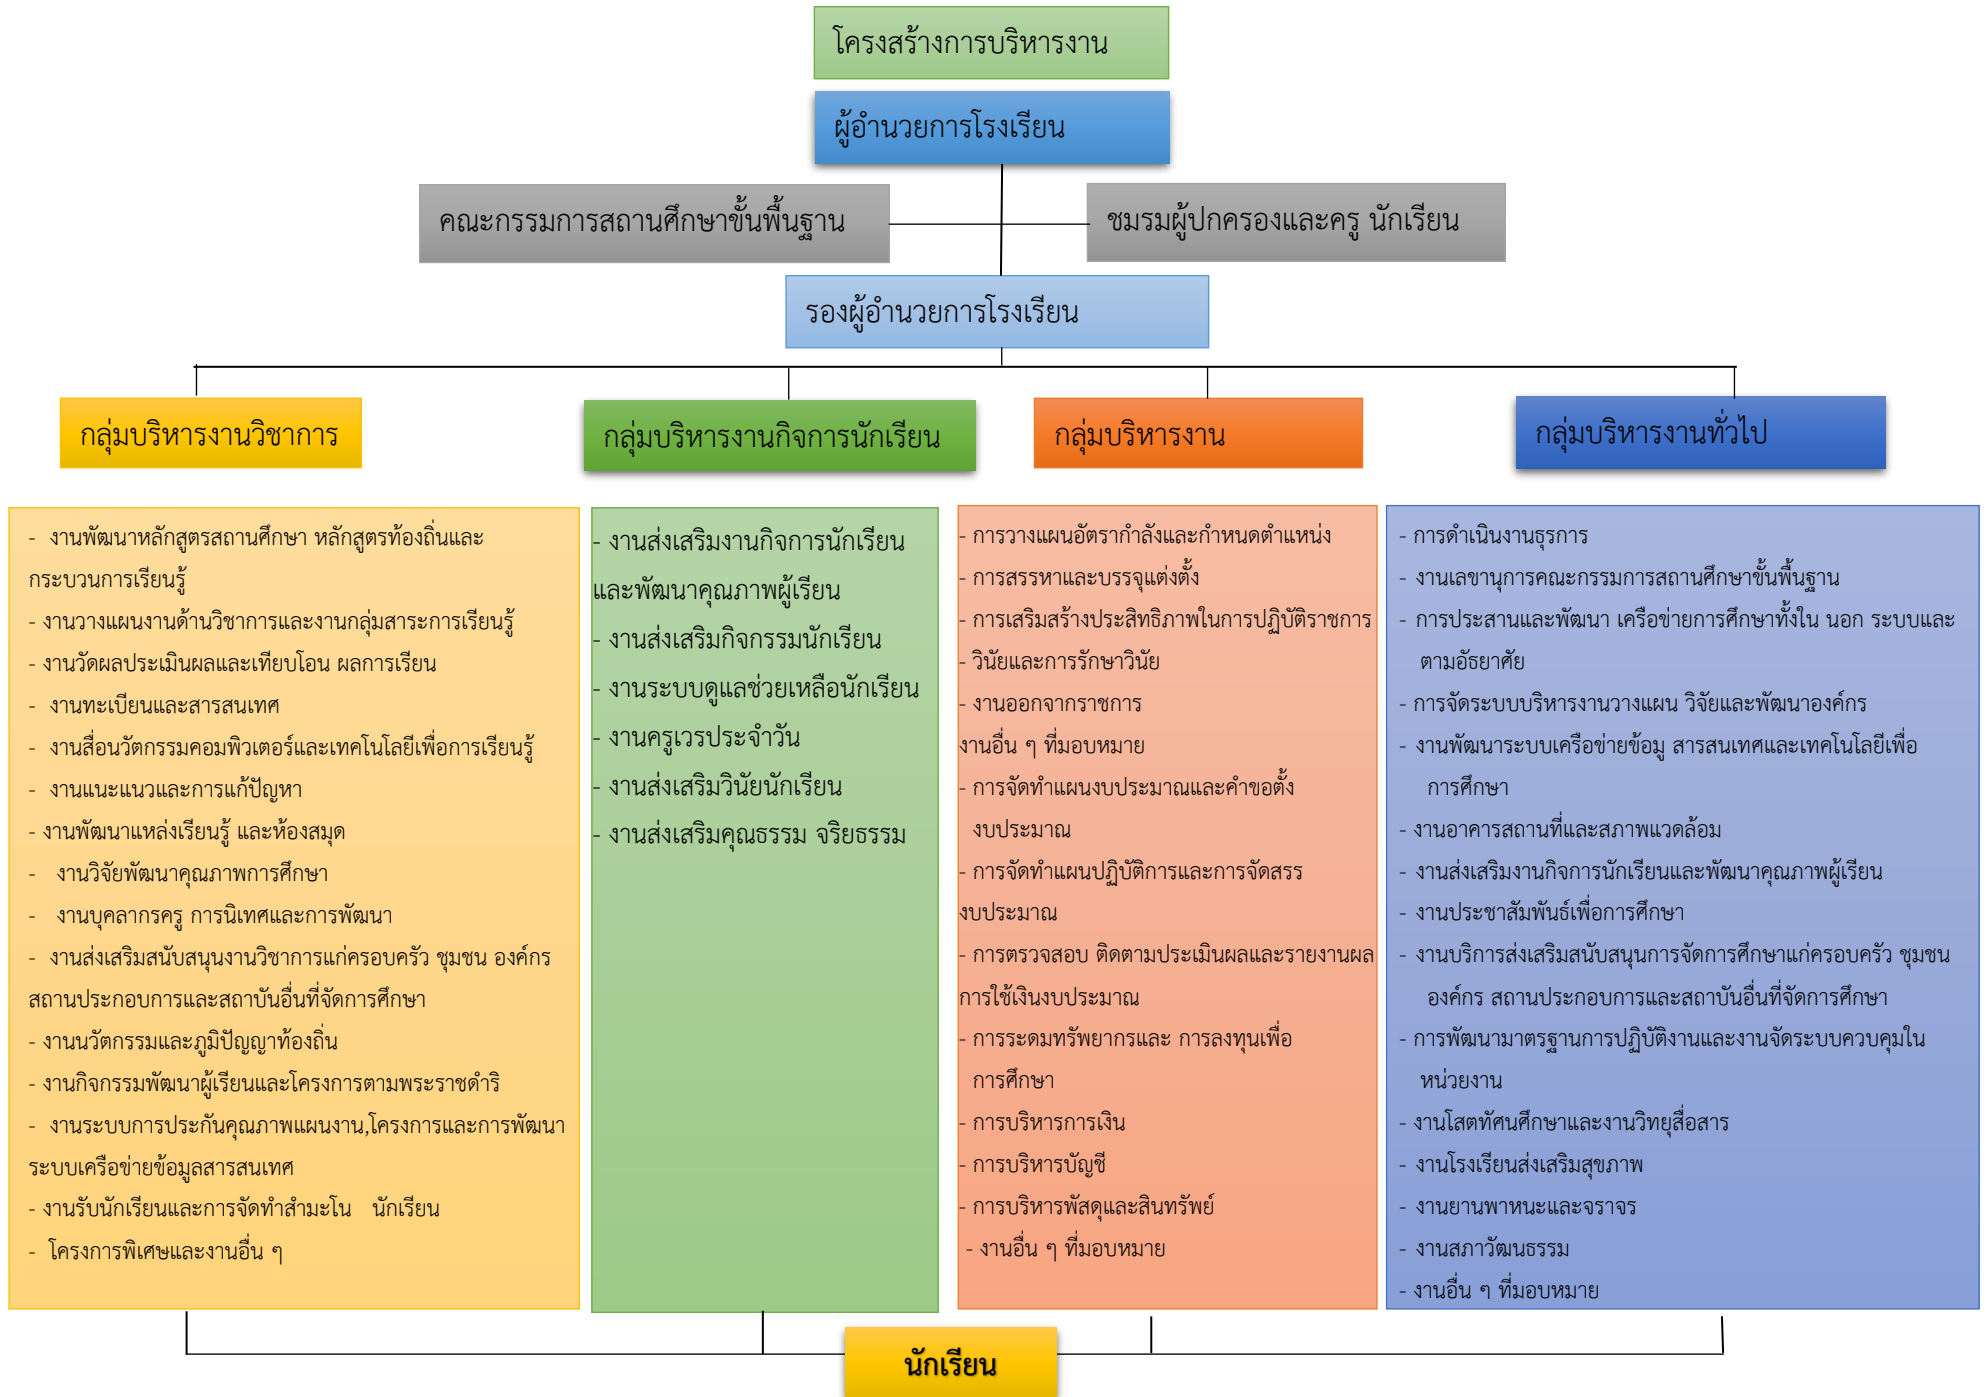 โครงสร้างการบริหารงาน
ผู้อำนวยการโรงเรียน
คณะกรรมการสถานศึกษาขั้นพื้นฐาน
ชมรมผู้ปกครองและครู นักเรียน
รองผู้อำนวยการโรงเรียน
กลุ่มบริหารงานวิชาการ
กลุ่มบริหารงานกิจการนักเรียน
กลุ่มบริหารงาน
กลุ่มบริหารงานทั่วไป
- งานพัฒนาหลักสูตรสถานศึกษา หลักสูตรท้องถิ่นและ
กระบวนการเรียนรู้
- งานวางแผนงานด้านวิชาการและงานกลุ่มสาระการเรียนรู้
- งานวัดผลประเมินผลและเทียบโอน ผลการเรียน
- งานทะเบียนและสารสนเทศ
- งานสื่อนวัตกรรมคอมพิวเตอร์และเทคโนโลยีเพื่อการเรียนรู้
- งานแนะแนวและการแก้ปัญหา
- งานพัฒนาแหล่งเรียนรู้ และห้องสมุด
- งานวิจัยพัฒนาคุณภาพการศึกษา
- งานบุคลากรครู การนิเทศและการพัฒนา
- งานส่งเสริมสนับสนุนงานวิชาการแก่ครอบครัว ชุมชน องค์กร
สถานประกอบการและสถาบันอื่นที่จัดการศึกษา
- งานนวัตกรรมและภูมิปัญญาท้องถิ่น
- งานกิจกรรมพัฒนาผู้เรียนและโครงการตามพระราชดำริ
- งานระบบการประกันคุณภาพแผนงาน,โครงการและการพัฒนา
ระบบเครือข่ายข้อมูลสารสนเทศ
- งานรับนักเรียนและการจัดทำสำมะโน นักเรียน
- โครงการพิเศษและงานอื่น ๆ
- งานส่งเสริมงานกิจการนักเรียน
และพัฒนาคุณภาพผู้เรียน
- งานส่งเสริมกิจกรรมนักเรียน
- งานระบบดูแลช่วยเหลือนักเรียน
- งานครูเวรประจำวัน
- งานส่งเสริมวินัยนักเรียน
- งานส่งเสริมคุณธรรม จริยธรรม
- การวางแผนอัตรากำลังและกำหนดตำแหน่ง
- การสรรหาและบรรจุแต่งตั้ง
- การเสริมสร้างประสิทธิภาพในการปฏิบัติราชการ
- วินัยและการรักษาวินัย
- งานออกจากราชการ
งานอื่น ๆ ที่มอบหมาย
- การจัดทำแผนงบประมาณและคำขอตั้ง
งบประมาณ
- การจัดทำแผนปฏิบัติการและการจัดสรร
งบประมาณ
- การตรวจสอบ ติดตามประเมินผลและรายงานผล
การใช้เงินงบประมาณ
- การระดมทรัพยากรและ การลงทุนเพื่อ
การศึกษา
- การบริหารการเงิน
- การบริหารบัญชี
- การบริหารพัสดุและสินทรัพย์
- งานอื่น ๆ ที่มอบหมาย
- การดำเนินงานธุรการ
- งานเลขานุการคณะกรรมการสถานศึกษาขั้นพื้นฐาน
- การประสานและพัฒนา เครือข่ายการศึกษาทั้งใน นอก ระบบและ
ตามอัธยาศัย
- การจัดระบบบริหารงานวางแผน วิจัยและพัฒนาองค์กร
- งานพัฒนาระบบเครือข่ายข้อมู สารสนเทศและเทคโนโลยีเพื่อ
การศึกษา
- งานอาคารสถานที่และสภาพแวดล้อม
- งานส่งเสริมงานกิจการนักเรียนและพัฒนาคุณภาพผู้เรียน
- งานประชาสัมพันธ์เพื่อการศึกษา
- งานบริการส่งเสริมสนับสนุนการจัดการศึกษาแก่ครอบครัว ชุมชน
องค์กร สถานประกอบการและสถาบันอื่นที่จัดการศึกษา
- การพัฒนามาตรฐานการปฏิบัติงานและงานจัดระบบควบคุมใน
หน่วยงาน
- งานโสตทัศนศึกษาและงานวิทยุสื่อสาร
- งานโรงเรียนส่งเสริมสุขภาพ
- งานยานพาหนะและจราจร
- งานสภาวัฒนธรรม
- งานอื่น ๆ ที่มอบหมาย
นักเรียน